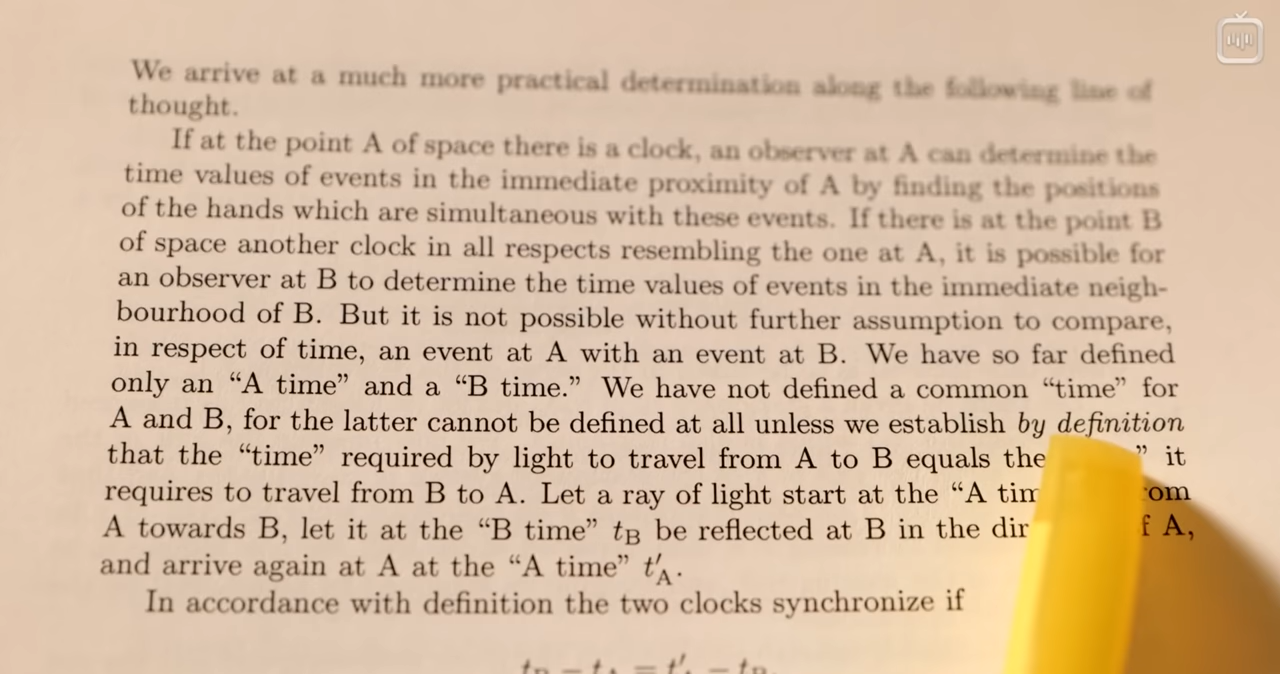 We arrive at a much more practical determination along the following line of
thought.
If at the point A of space there is a clock, an observer at A can determine the
time values of events in the immediate proximity of A by finding the positions
of the hands which are simultaneous with these events. If there is at the point B
of space another clock in all respects resembling the one at A, it is possible for
an observer at B to determine the time values of events in the immediate neigh-
bourhood of B. But it is not possible without further assumption to compare,
in respect of time, an event at A with an event at B. We have so far defined
only an “A time” and a “B time.” We have not defined a common “time” for
A and B, for the latter cannot be defined at all unless we establish by definition
that the “time” required by light to travel from A to B equals the ” it
requires to travel from B to A. Let a ray of light start at the “A tim om
A towards B, let it at the “B time” tB be reflected at B in the dir f A,
and arrive again at A at the “A time” t′A.
In accordance with definition the two clocks synchronize if